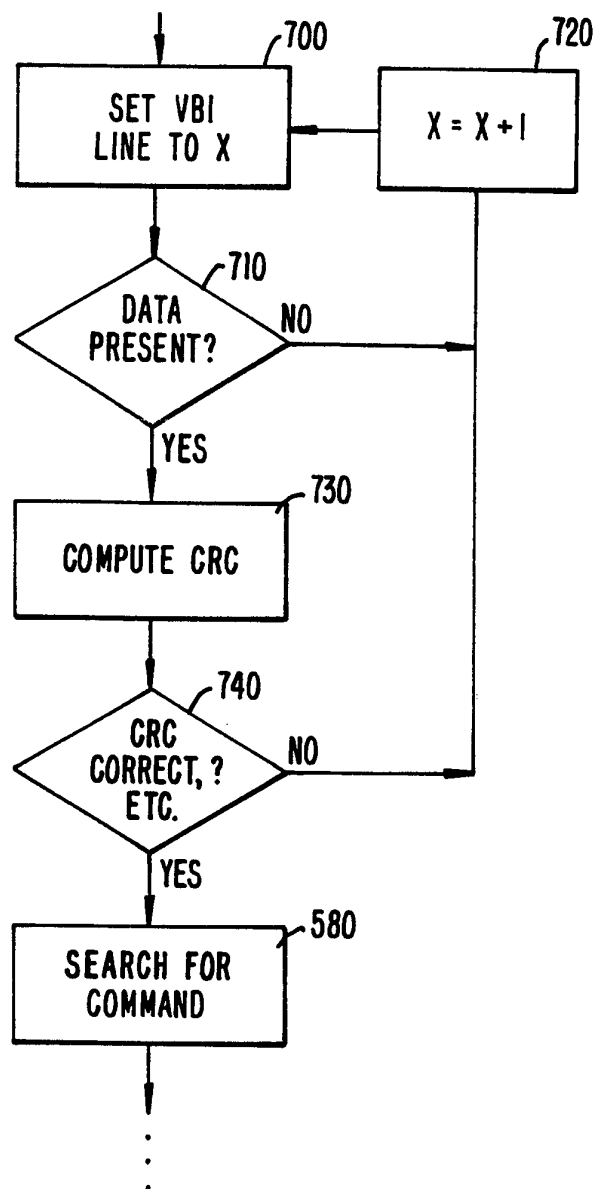 700
720
SET VBI
LINE TO X
X = X + 1
710
DATA
PRESENT?
NO
YES
730
COMPUTE CRC
740
CRC
CORRECT, ?
ETC.
NO
YES
580
SEARCH FOR
COMMAND